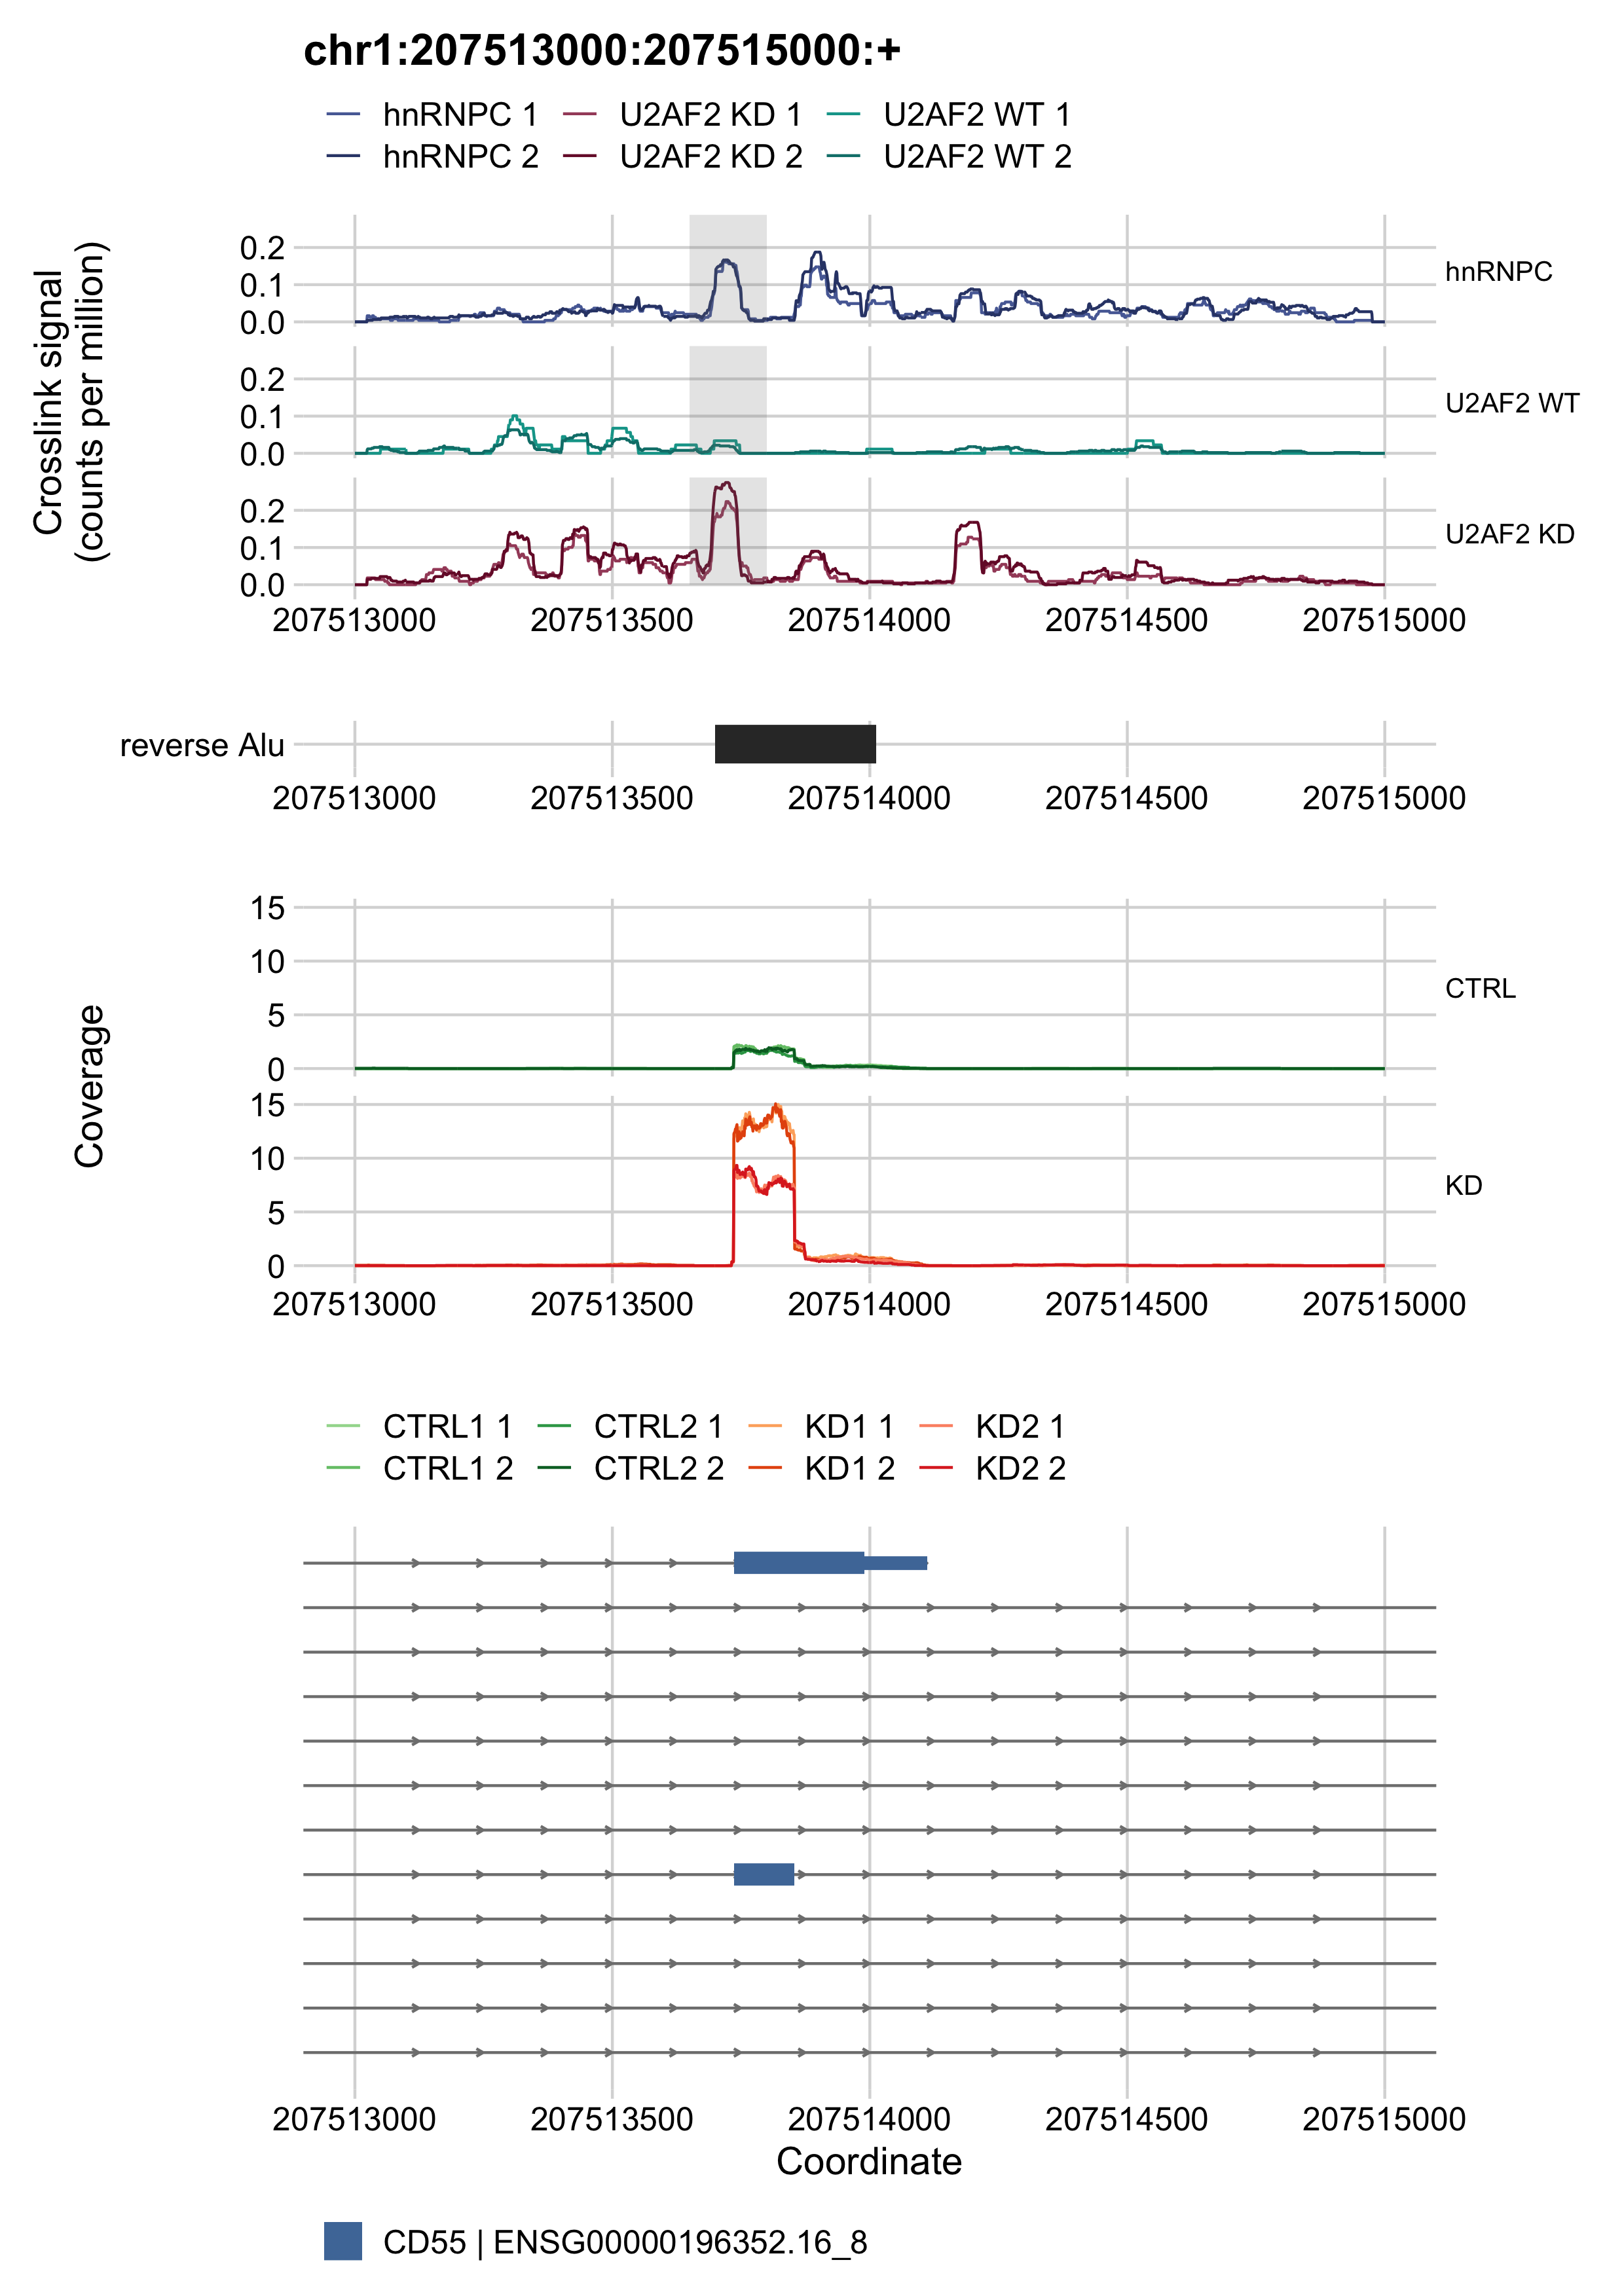 chr1:207513000:207515000:+
hnRNPC 1 U2AF2 KD 1 U2AF2 WT 1
hnRNPC 2 U2AF2 KD 2 U2AF2 WT 2
Crosslink signal
(counts per million)
0.2
0.1
0.0
hnRNPC
0.2
0.1
0.0
U2AF2 WT
0.2
0.1
0.0
U2AF2 KD
207513000 207513500 207514000 207514500 207515000
reverse Alu
207513000 207513500 207514000 207514500 207515000
Coverage
15
10
5
0
CTRL
15
10
5
0
KD
207513000 207513500 207514000 207514500 207515000
CTRL1 1 CTRL2 1 KD1 1 KD2 1
CTRL1 2 CTRL2 2 KD1 2 KD2 2
207513000 207513500 207514000 207514500 207515000
Coordinate
CD55 | ENSG00000196352.16_8